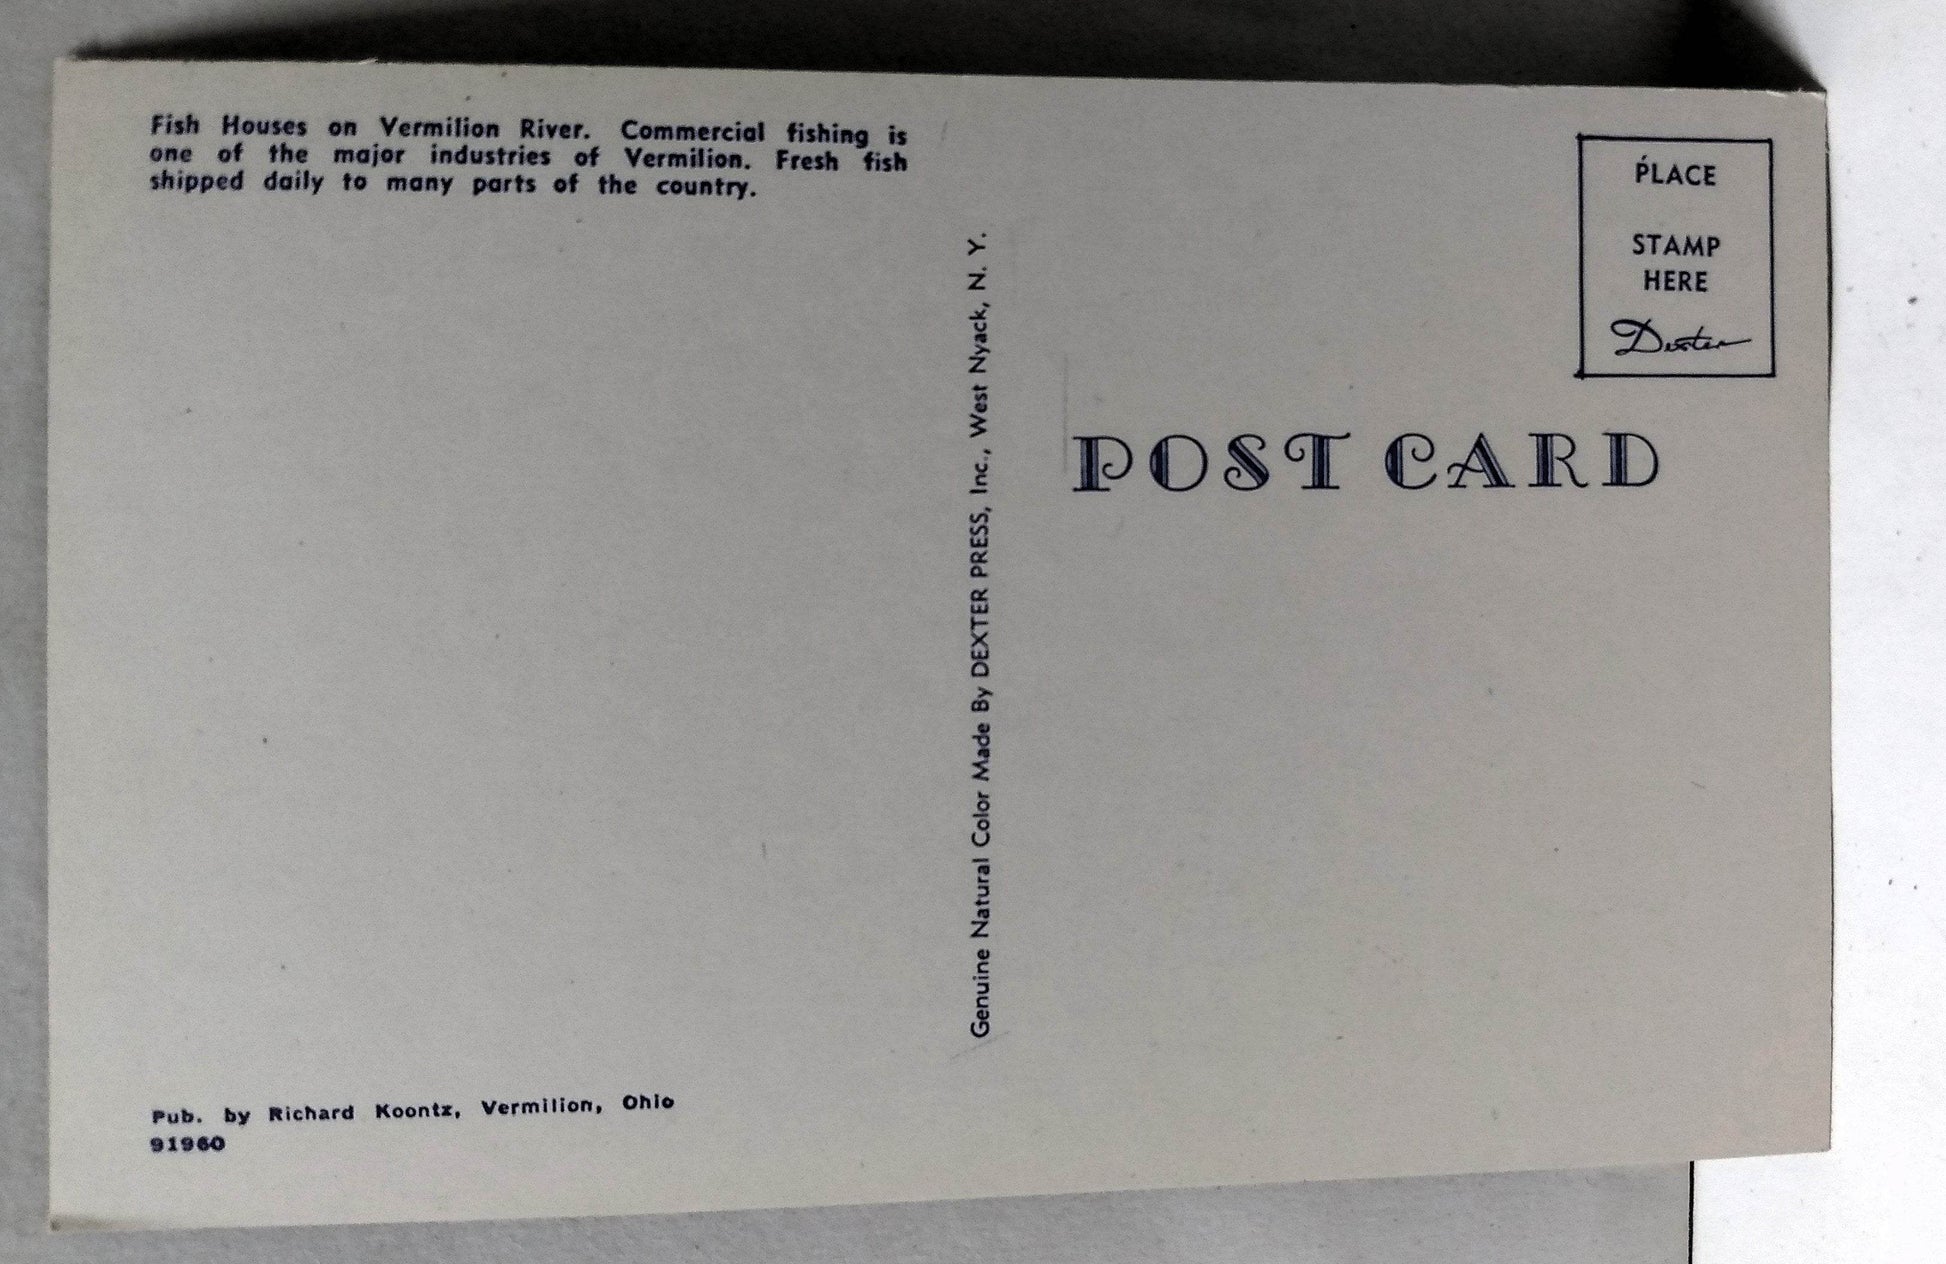 Fish Houses on Vermilion River. Commercial fishing is
one of the major industries of Vermilion. Fresh fish
shipped daily to many parts of the country.
Pub. by Richard Koontz, Vermilion, Ohio
91960
Genuine Natural Color Made By DEXTER PRESS, Inc., West Nyack, N. Y.
PLACE
STAMP
HERE
Dexter
POST CARD